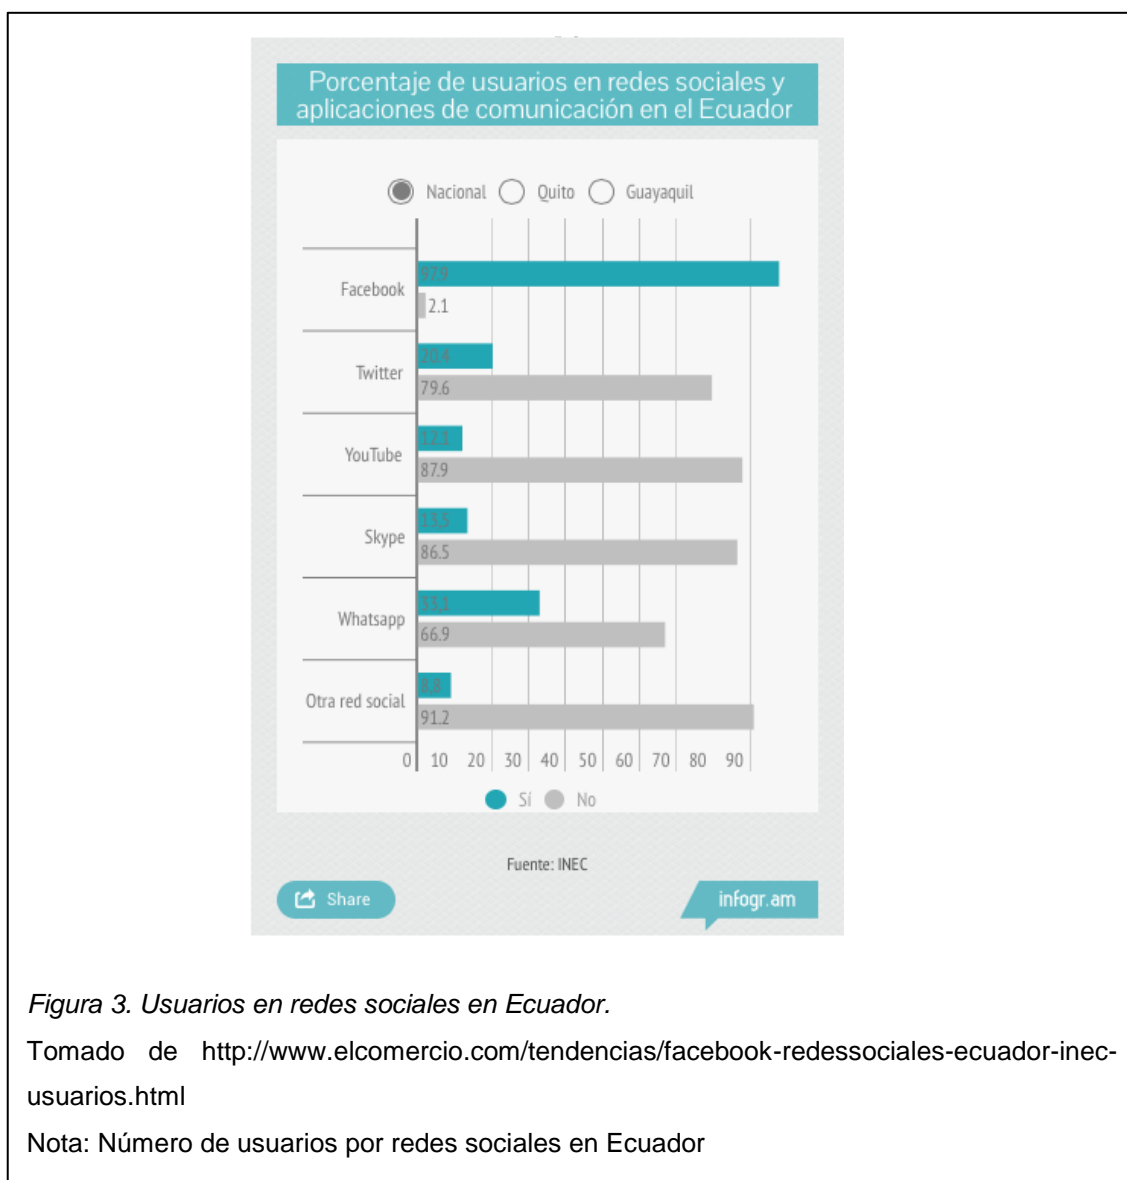 Porcentaje de usuarios en redes sociales y
aplicaciones de comunicación en el Ecuador
Nacional Quito Guayaquil
Facebook
97.9
2.1
Twitter
20.4
79.6
YouTube
12.1
87.9
Skype
13.5
86.5
Whatsapp
33.1
66.9
Otra red social
8.8
91.2
0 10 20 30 40 50 60 70 80 90
Sí No
Fuente: INEC
Share
infogr.am
Figura 3. Usuarios en redes sociales en Ecuador.
Tomado de http://www.elcomercio.com/tendencias/facebook-redessociales-ecuador-inec-
usuarios.html
Nota: Número de usuarios por redes sociales en Ecuador